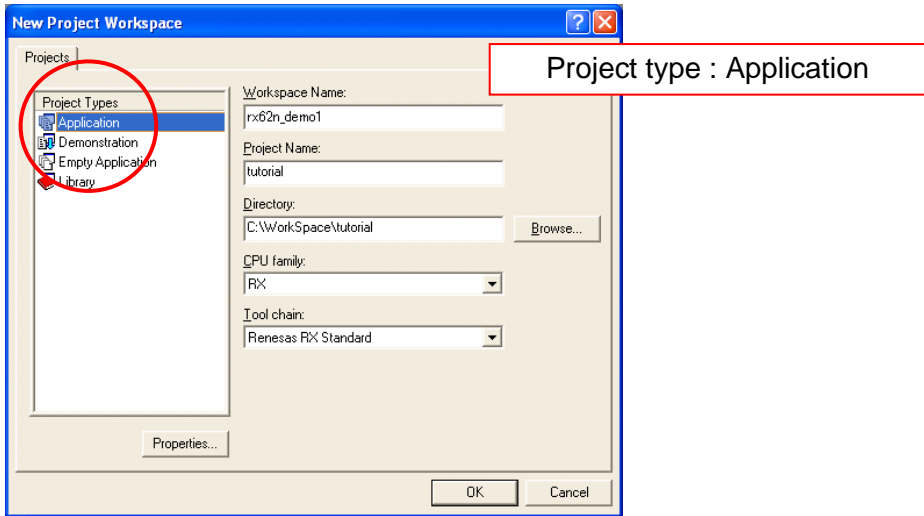 New Project Workspace
Projects
Project type : Application
Project Types
Application
Demonstration
Empty Application
Library
Workspace Name:
rx62n_demo1
Project Name:
tutorial
Directory:
C:\WorkSpace\tutorial
Browse...
CPU family:
RX
Tool chain:
Renesas RX Standard
Properties...
OK
Cancel